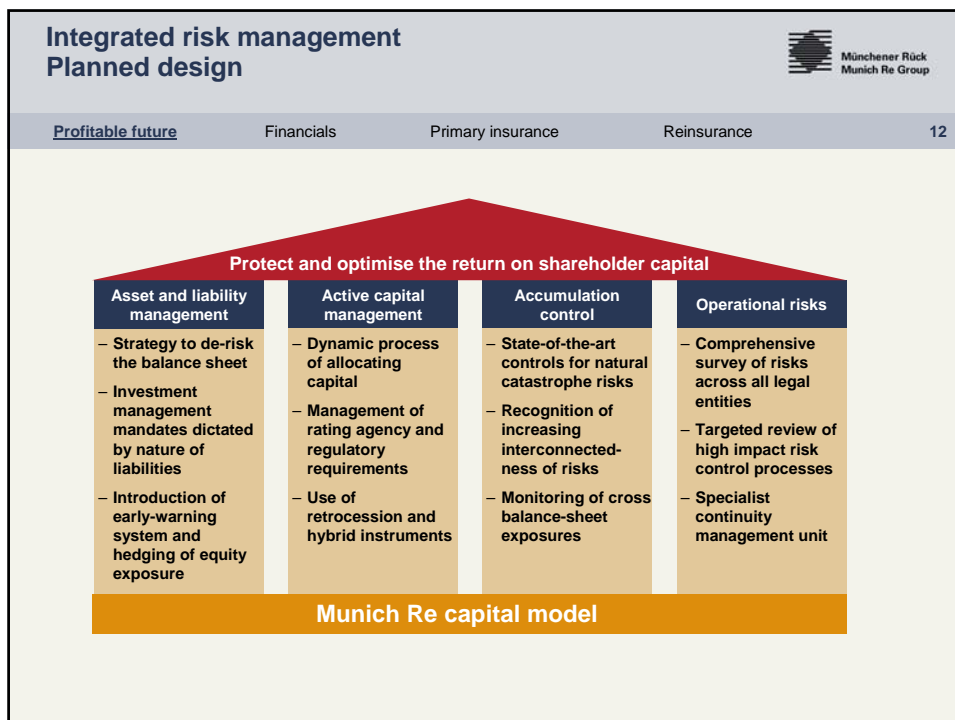 Integrated risk management
Planned design
Münchener Rück
Munich Re Group
Profitable future Financials Primary insurance Reinsurance 12
Protect and optimise the return on shareholder capital
Asset and liability
management
– Strategy to de-risk
the balance sheet
– Investment
management
mandates dictated
by nature of
liabilities
– Introduction of
early-warning
system and
hedging of equity
exposure
Active capital
management
– Dynamic process
of allocating
capital
– Management of
rating agency and
regulatory
requirements
– Use of
retrocession and
hybrid instruments
Accumulation
control
– State-of-the-art
controls for natural
catastrophe risks
– Recognition of
increasing
interconnected-
ness of risks
– Monitoring of cross
balance-sheet
exposures
Operational risks
– Comprehensive
survey of risks
across all legal
entities
– Targeted review of
high impact risk
control processes
– Specialist
continuity
management unit
Munich Re capital model